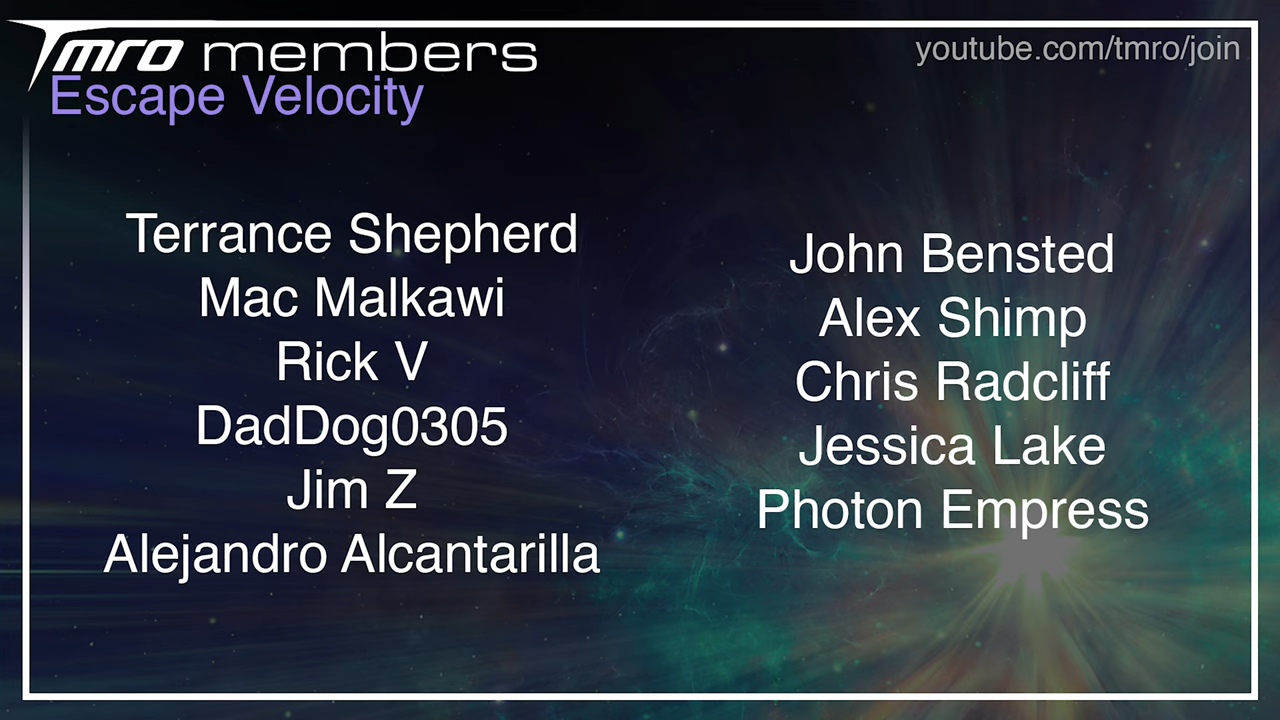 Tmro members
youtube.com/tmro/join
Escape Velocity
Terrance Shepherd
Mac Malkawi
Rick V
DadDog0305
Jim Z
Alejandro Alcantarilla
John Bensted
Alex Shimp
Chris Radcliff
Jessica Lake
Photon Empress